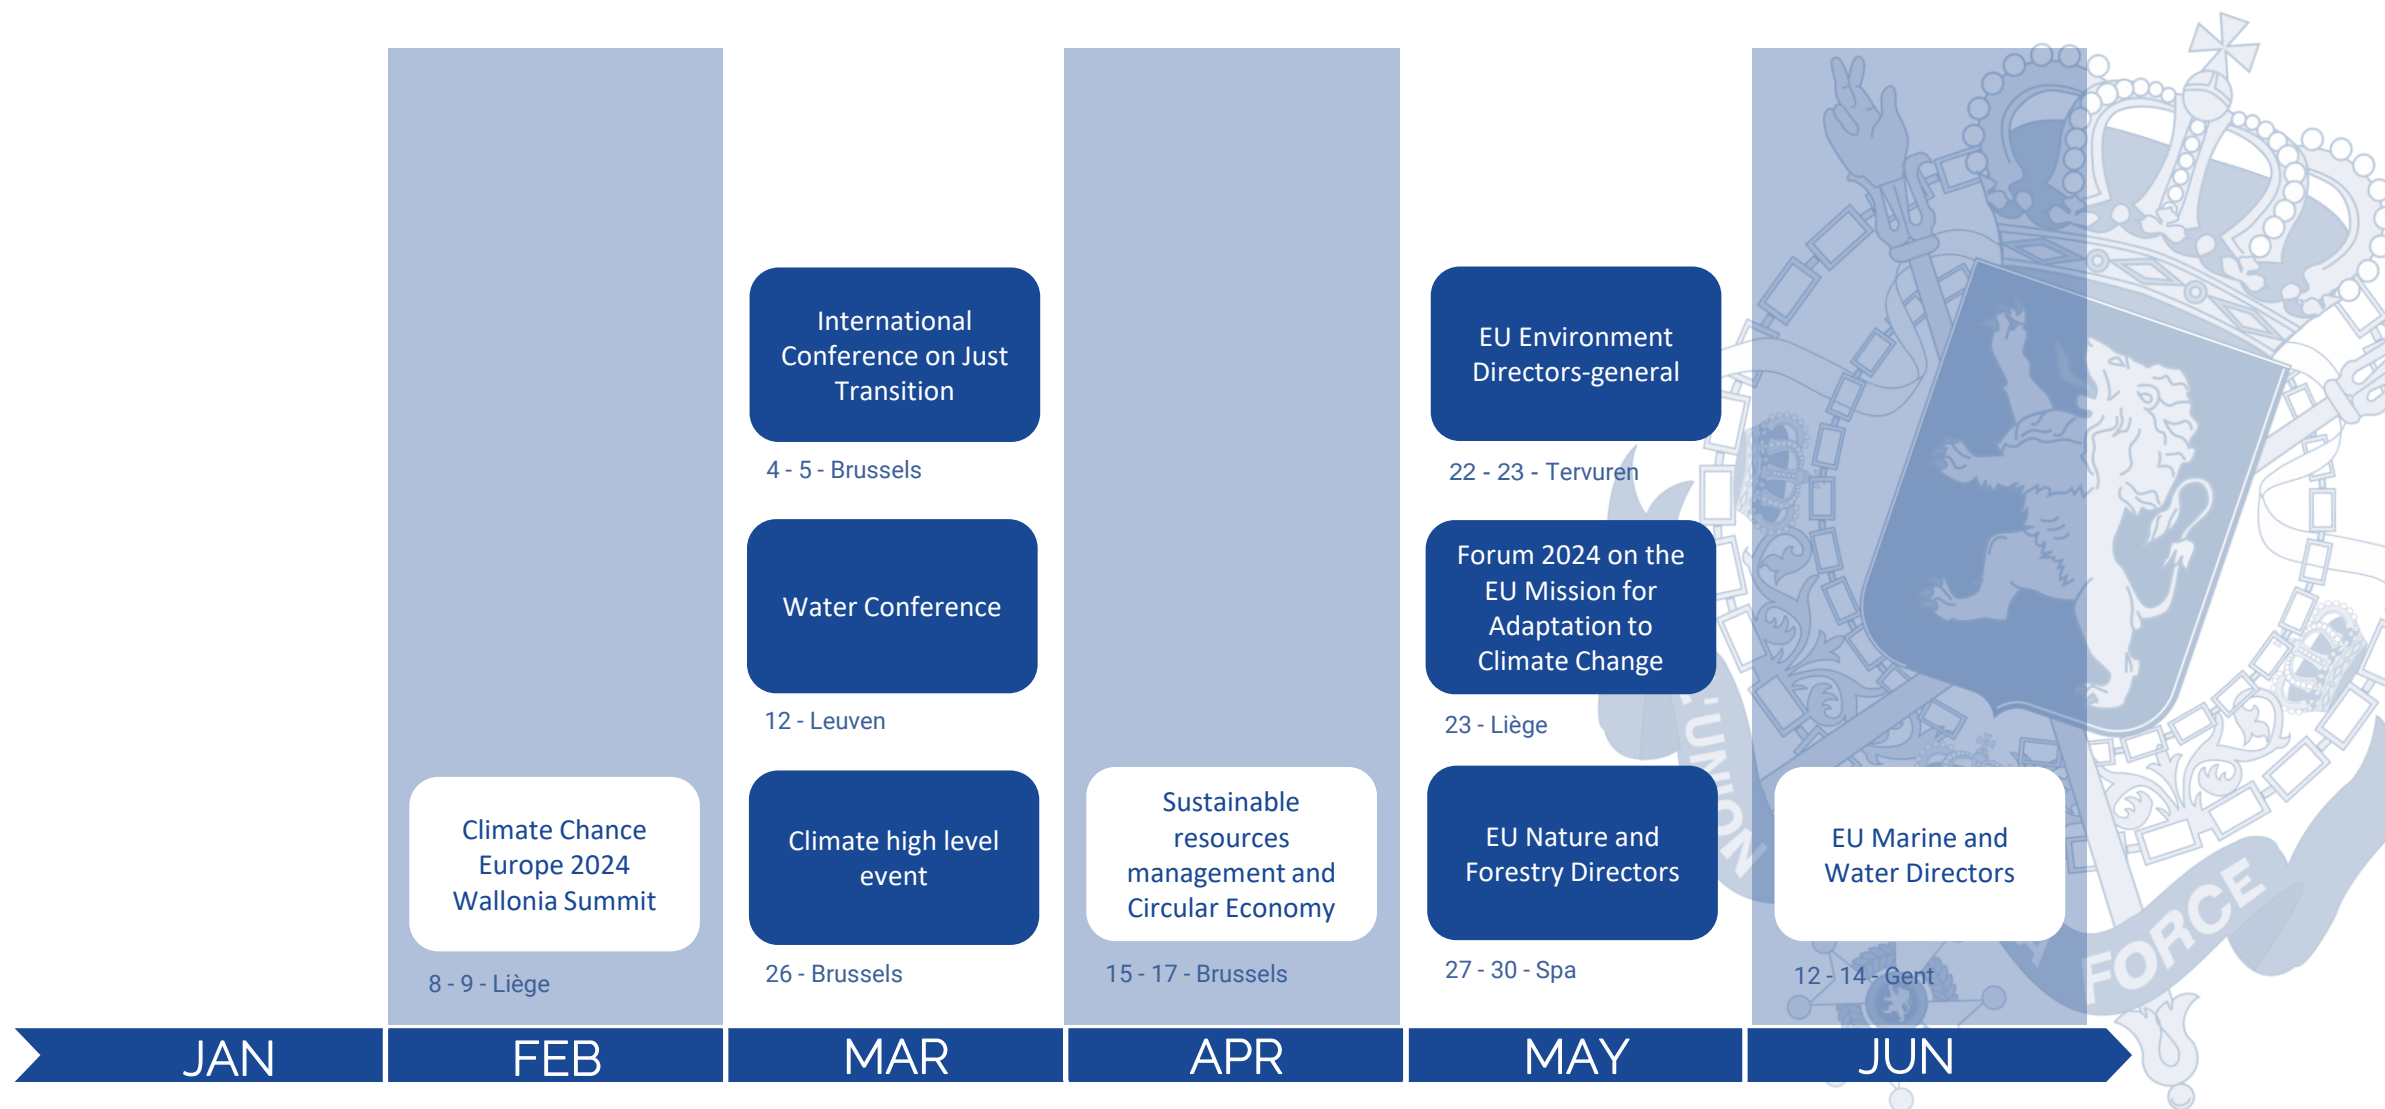 International
Conference on Just
Transition
4 - 5 - Brussels
EU Environment
Directors-general
22 - 23 - Tervuren
Water Conference
12 - Leuven
Forum 2024 on the
EU Mission for
Adaptation to
Climate Change
23 - Liège
Climate Chance
Europe 2024
Wallonia Summit
8 - 9 - Liège
Climate high level
event
26 - Brussels
Sustainable
resources
management and
Circular Economy
15 - 17 - Brussels
EU Nature and
Forestry Directors
27 - 30 - Spa
EU Marine and
Water Directors
12 - 14 - Gent
'UNION
FORCE
JAN
FEB
MAR
APR
MAY
JUN